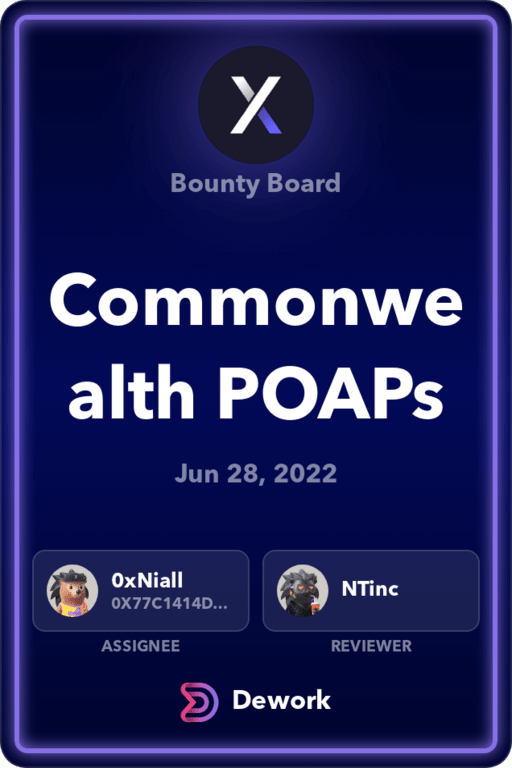 Bounty Board
Commonwe
alth POAPs
Jun 28, 2022
0xNiall
0X77C1414D...
NTinc
ASSIGNEE
REVIEWER
Dework